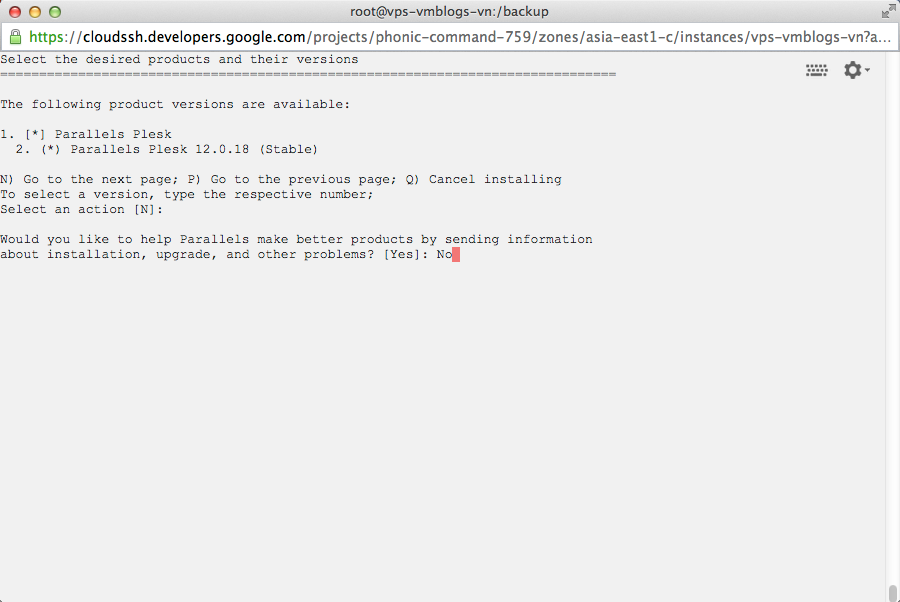 root@vps-vmblogs-vn:/backup
https://cloudssh.developers.google.com/projects/phonic-command-759/zones/asia-east1-c/instances/vps-vmblogs-vn?a...
Select the desired products and their versions
===============================================================================
The following product versions are available:
1. [*] Parallels Plesk
2. (*) Parallels Plesk 12.0.18 (Stable)
N) Go to the next page; P) Go to the previous page; Q) Cancel installing
To select a version, type the respective number;
Select an action [N]:
Would you like to help Parallels make better products by sending information
about installation, upgrade, and other problems? [Yes]: No